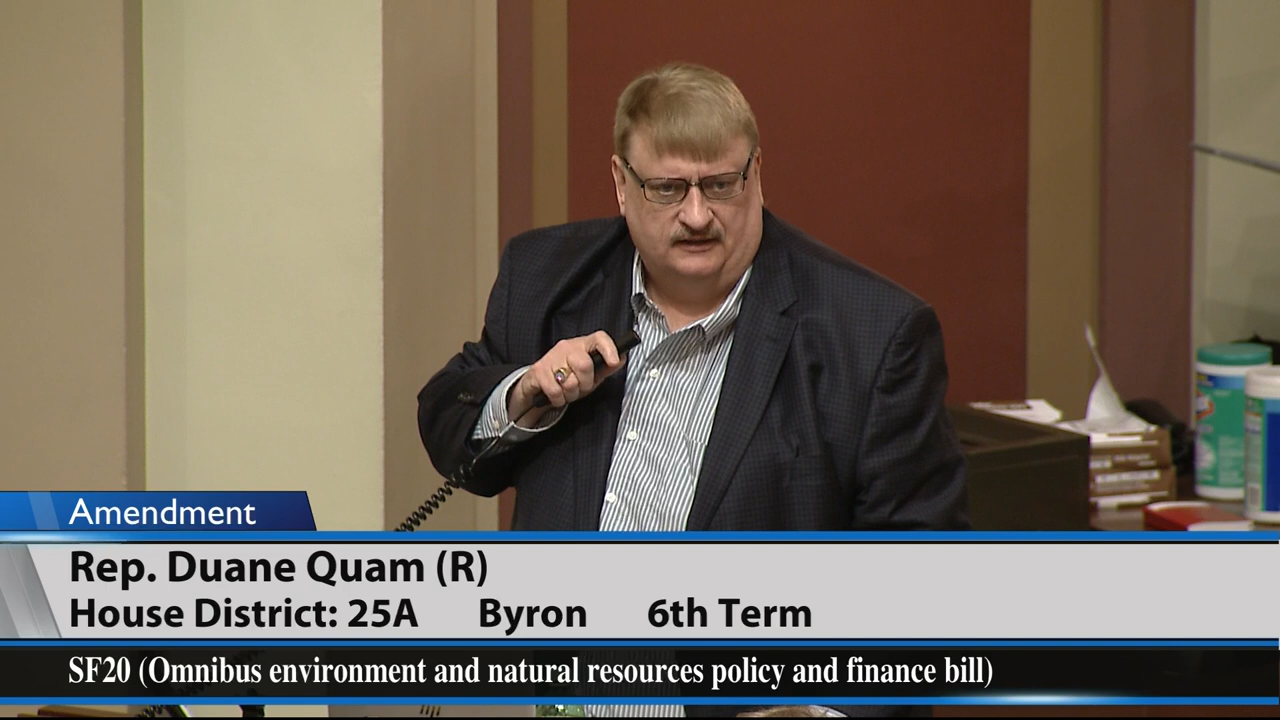 Amendment
Rep. Duane Quam (R)
House District: 25A Byron 6th Term
SF20 (Omnibus environment and natural resources policy and finance bill)